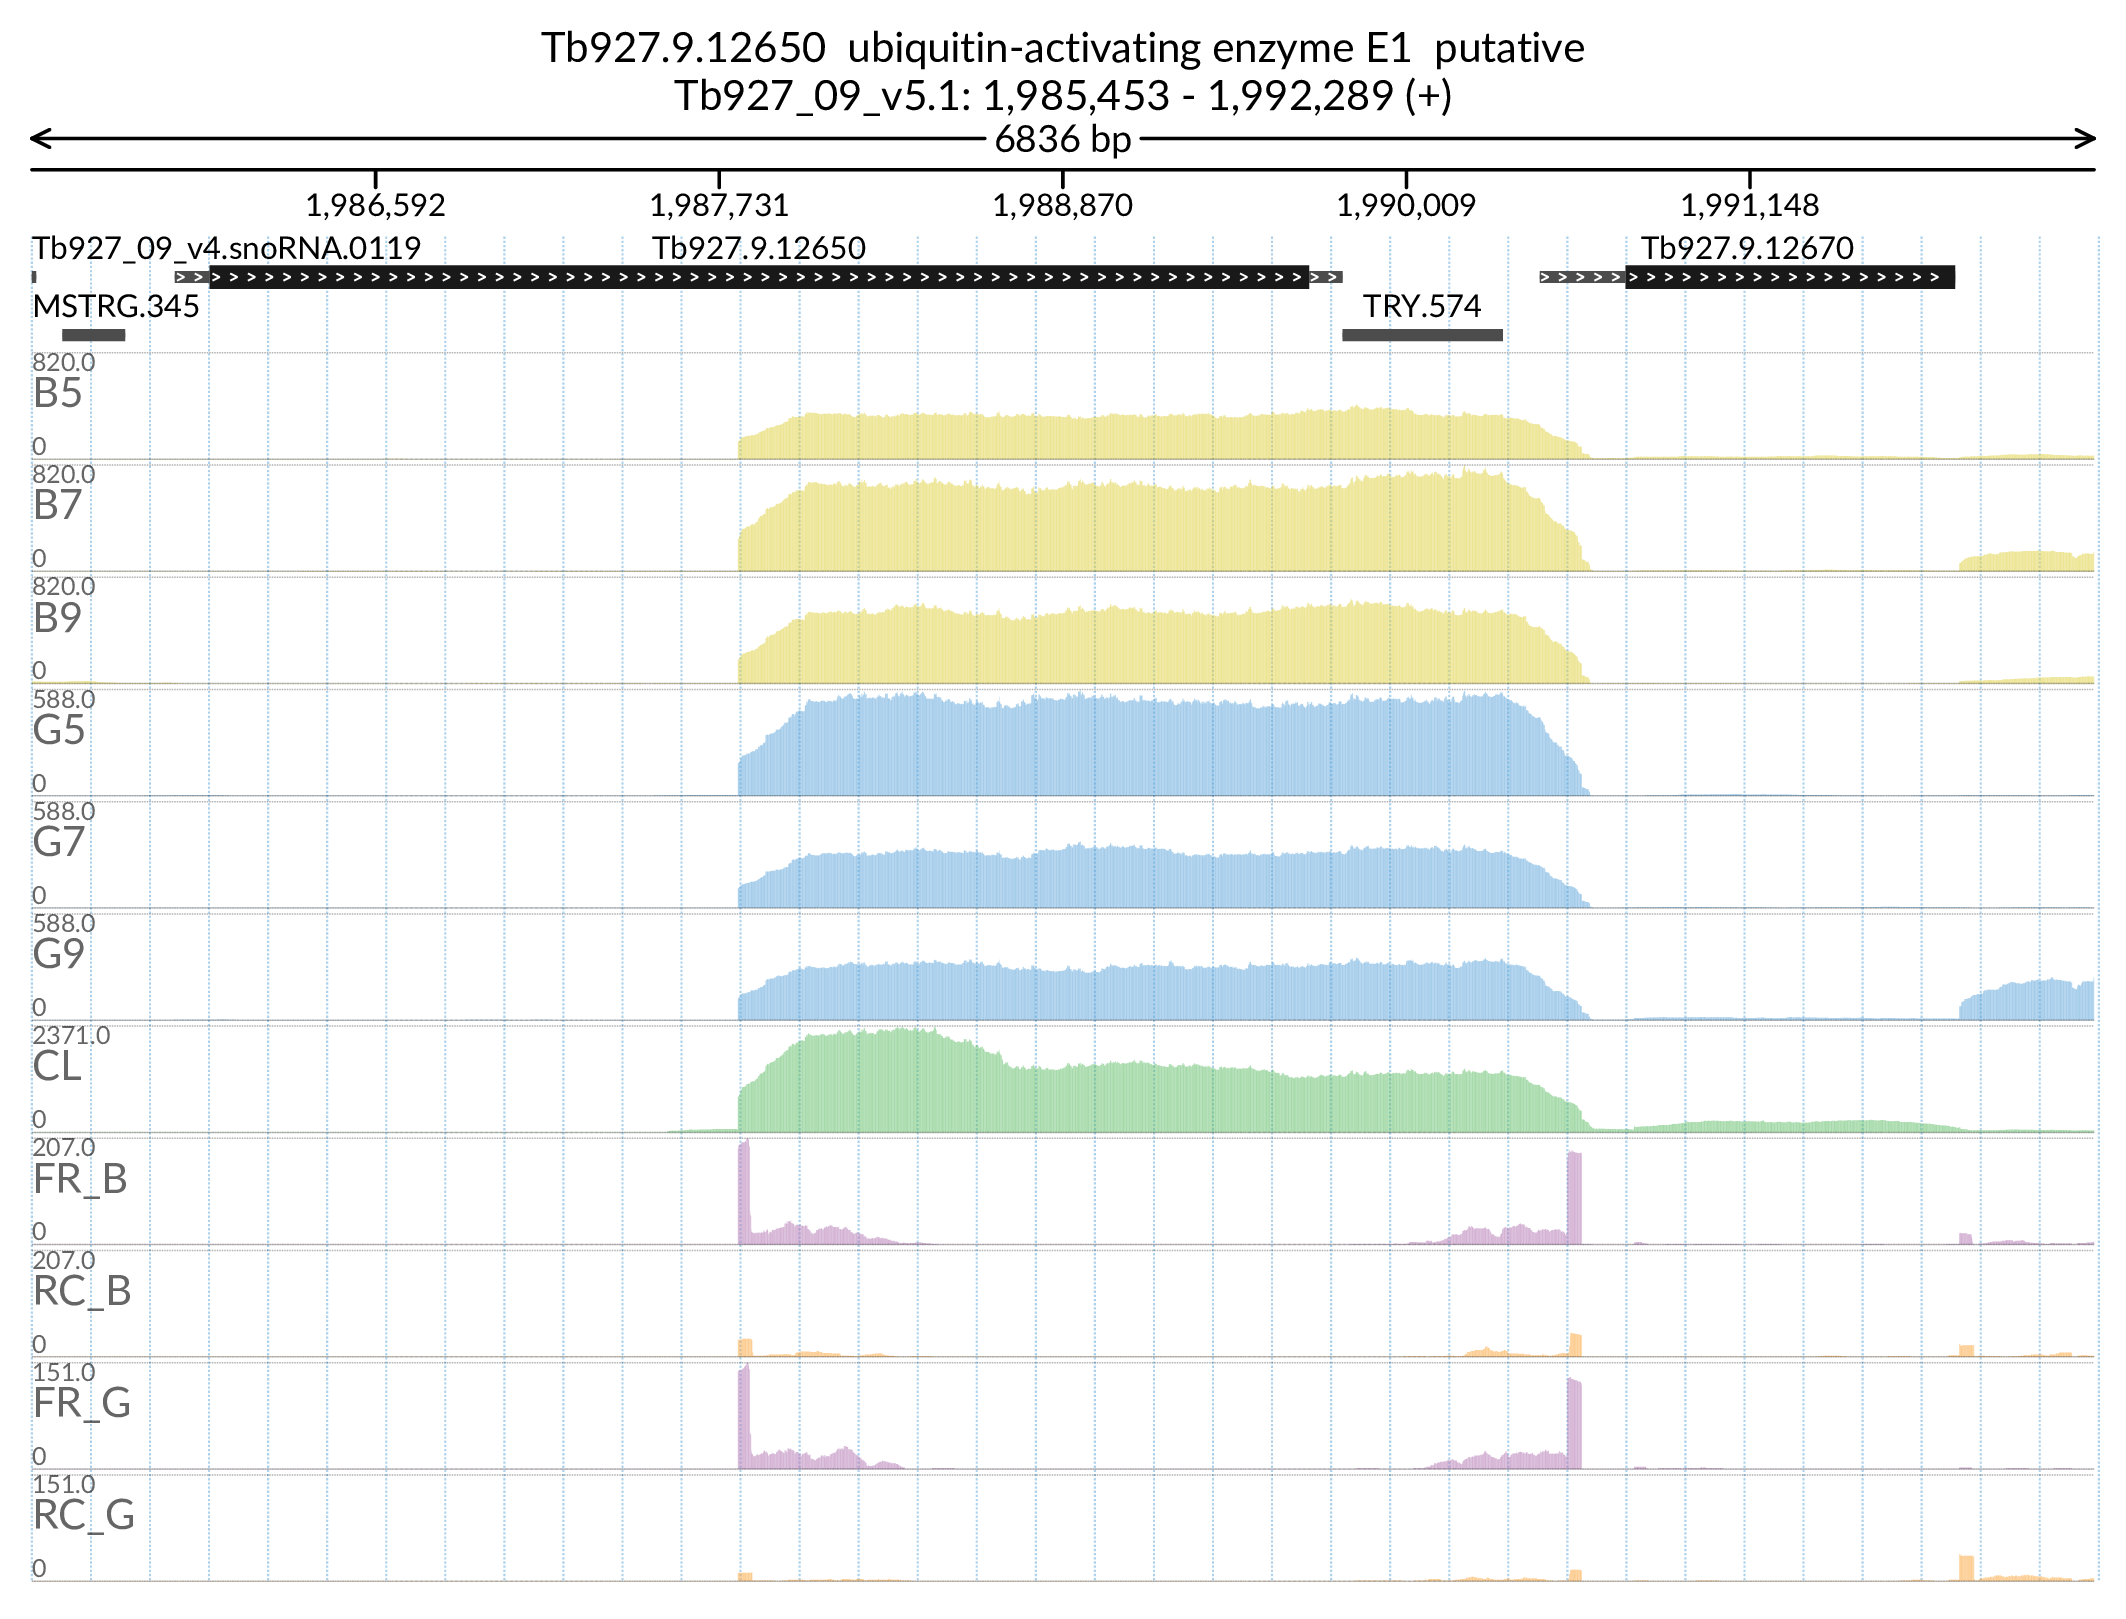 Tb927.9.12650  ubiquitin-activating enzyme E1  putative
Tb927_09_v5.1: 1,985,453 - 1,992,289 (+)
6836 bp
1,986,592 1,987,731 1,988,870 1,990,009 1,991,148
Tb927_09_v4.snoRNA.0119 Tb927.9.12650 Tb927.9.12670
MSTRG.345 TRY.574
820.0
B5
0
820.0
B7
0
820.0
B9
0
588.0
G5
0
588.0
G7
0
588.0
G9
0
2371.0
CL
0
207.0
FR_B
0
207.0
RC_B
0
151.0
FR_G
0
151.0
RC_G
0